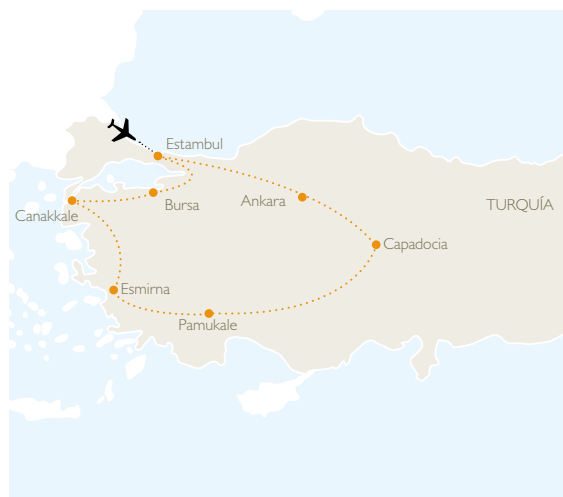 Estambul
Ankara
TURQUÍA
Bursa
Canakkale
Capadocia
Esmirna
Pamukale